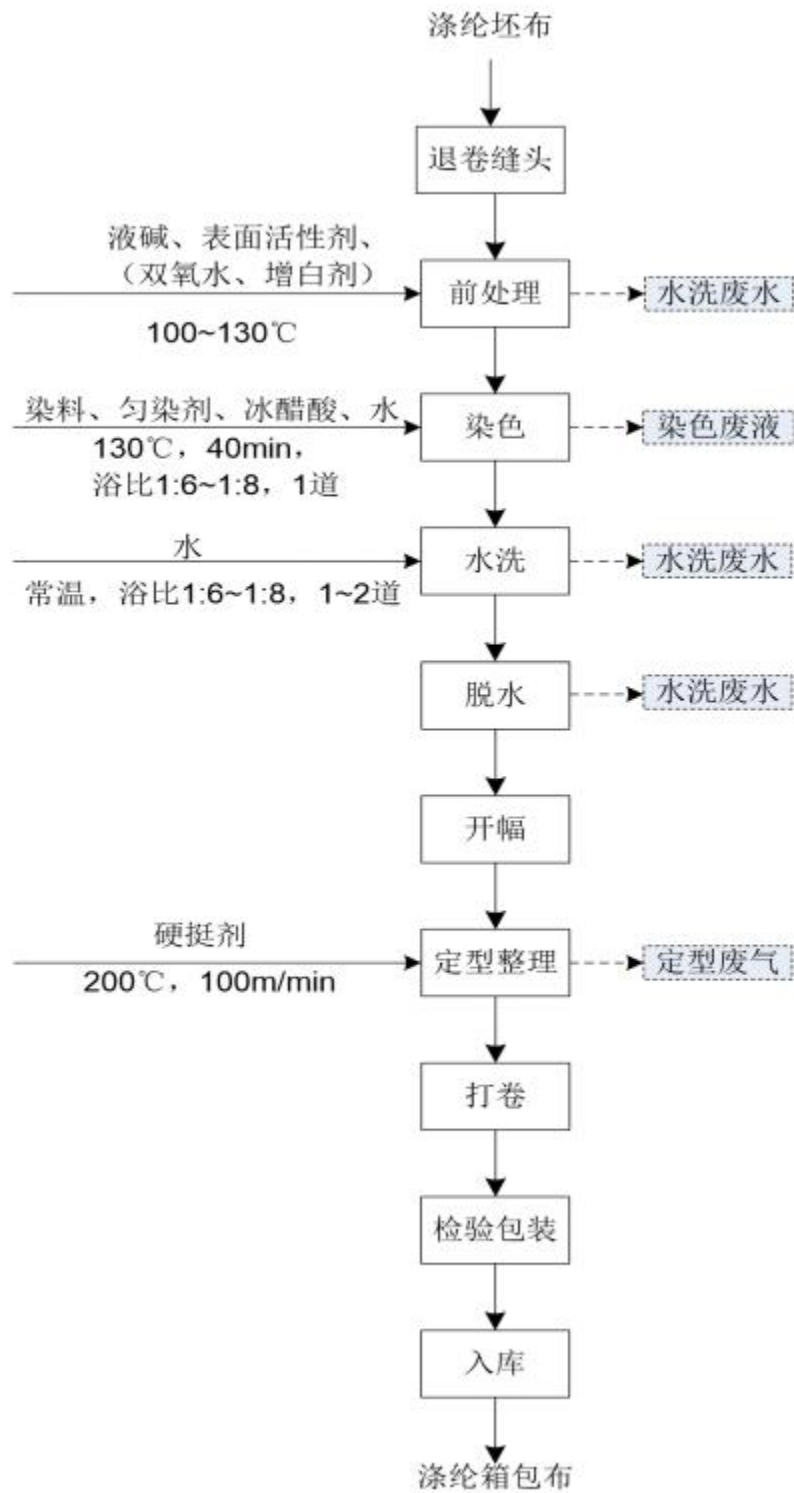 涤纶坯布
退卷缝头
液碱、表面活性剂、
（双氧水、增白剂）
100~130℃
前处理
水洗废水
染料、匀染剂、冰醋酸、水
130℃，40min，
浴比1:6~1:8，1道
染色
染色废液
水
常温，浴比1:6~1:8，1~2道
水洗
水洗废水
脱水
水洗废水
开幅
硬挺剂
200℃，100m/min
定型整理
定型废气
打卷
检验包装
入库
涤纶箱包布